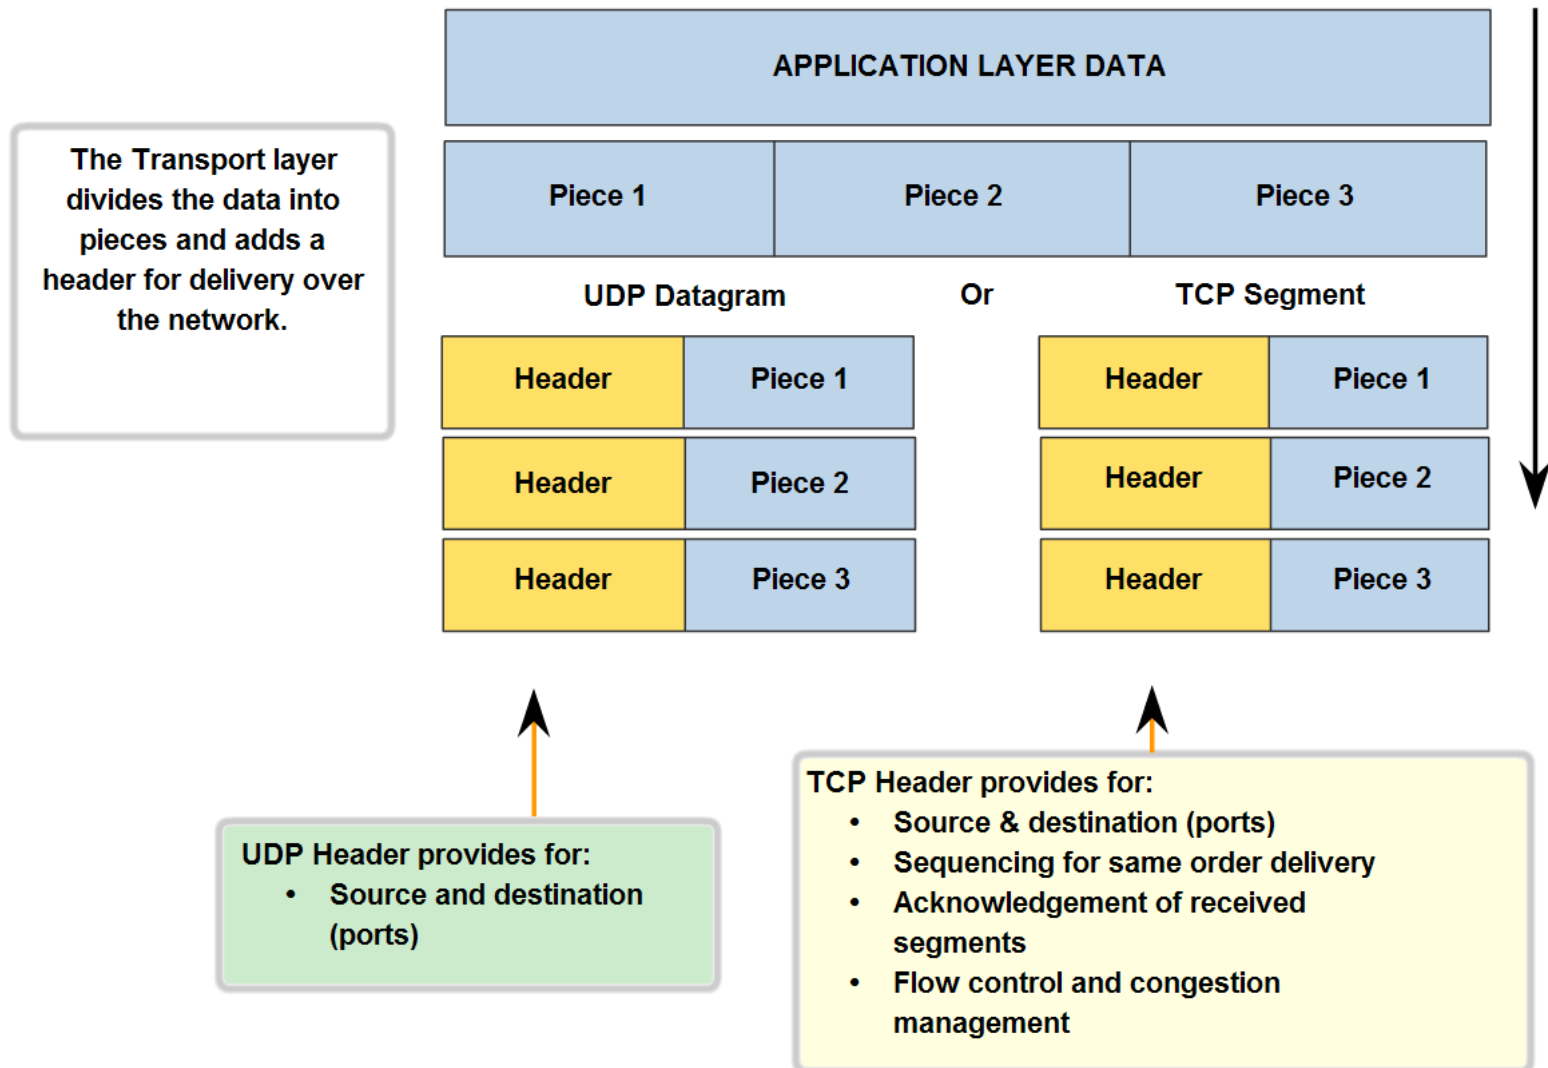 APPLICATION LAYER DATA
The Transport layer
divides the data into
pieces and adds a
header for delivery over
the network.
Piece 1
Piece 2
Piece 3
UDP Datagram
Or
TCP Segment
Header
Piece 1
Header
Piece 2
Header
Piece 3
Header
Piece 1
Header
Piece 2
Header
Piece 3
UDP Header provides for:
• Source and destination
(ports)
TCP Header provides for:
• Source & destination (ports)
• Sequencing for same order delivery
• Acknowledgement of received
segments
• Flow control and congestion
management